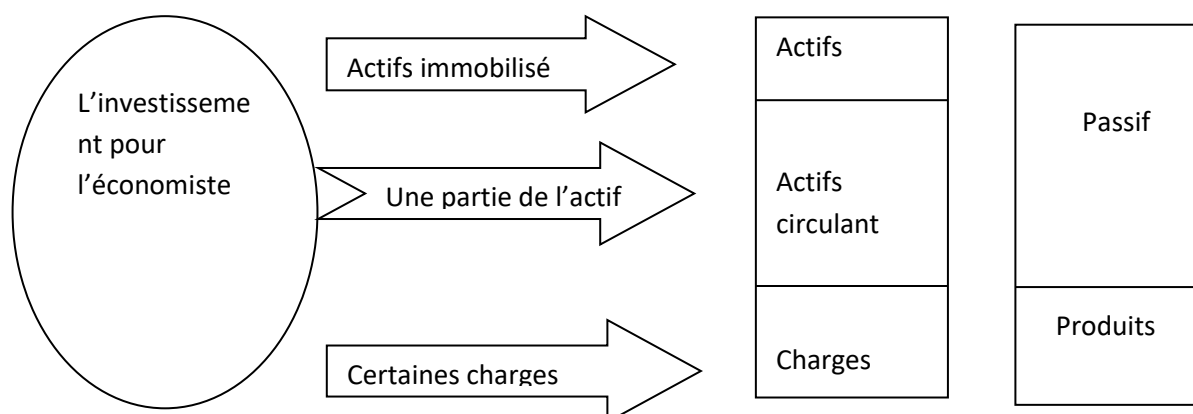 L'investisseme
nt pour
l'économiste
Actifs immobilisé
Une partie de l'actif
Certaines charges
Actifs
Actifs
circulant
Charges
Passif
Produits